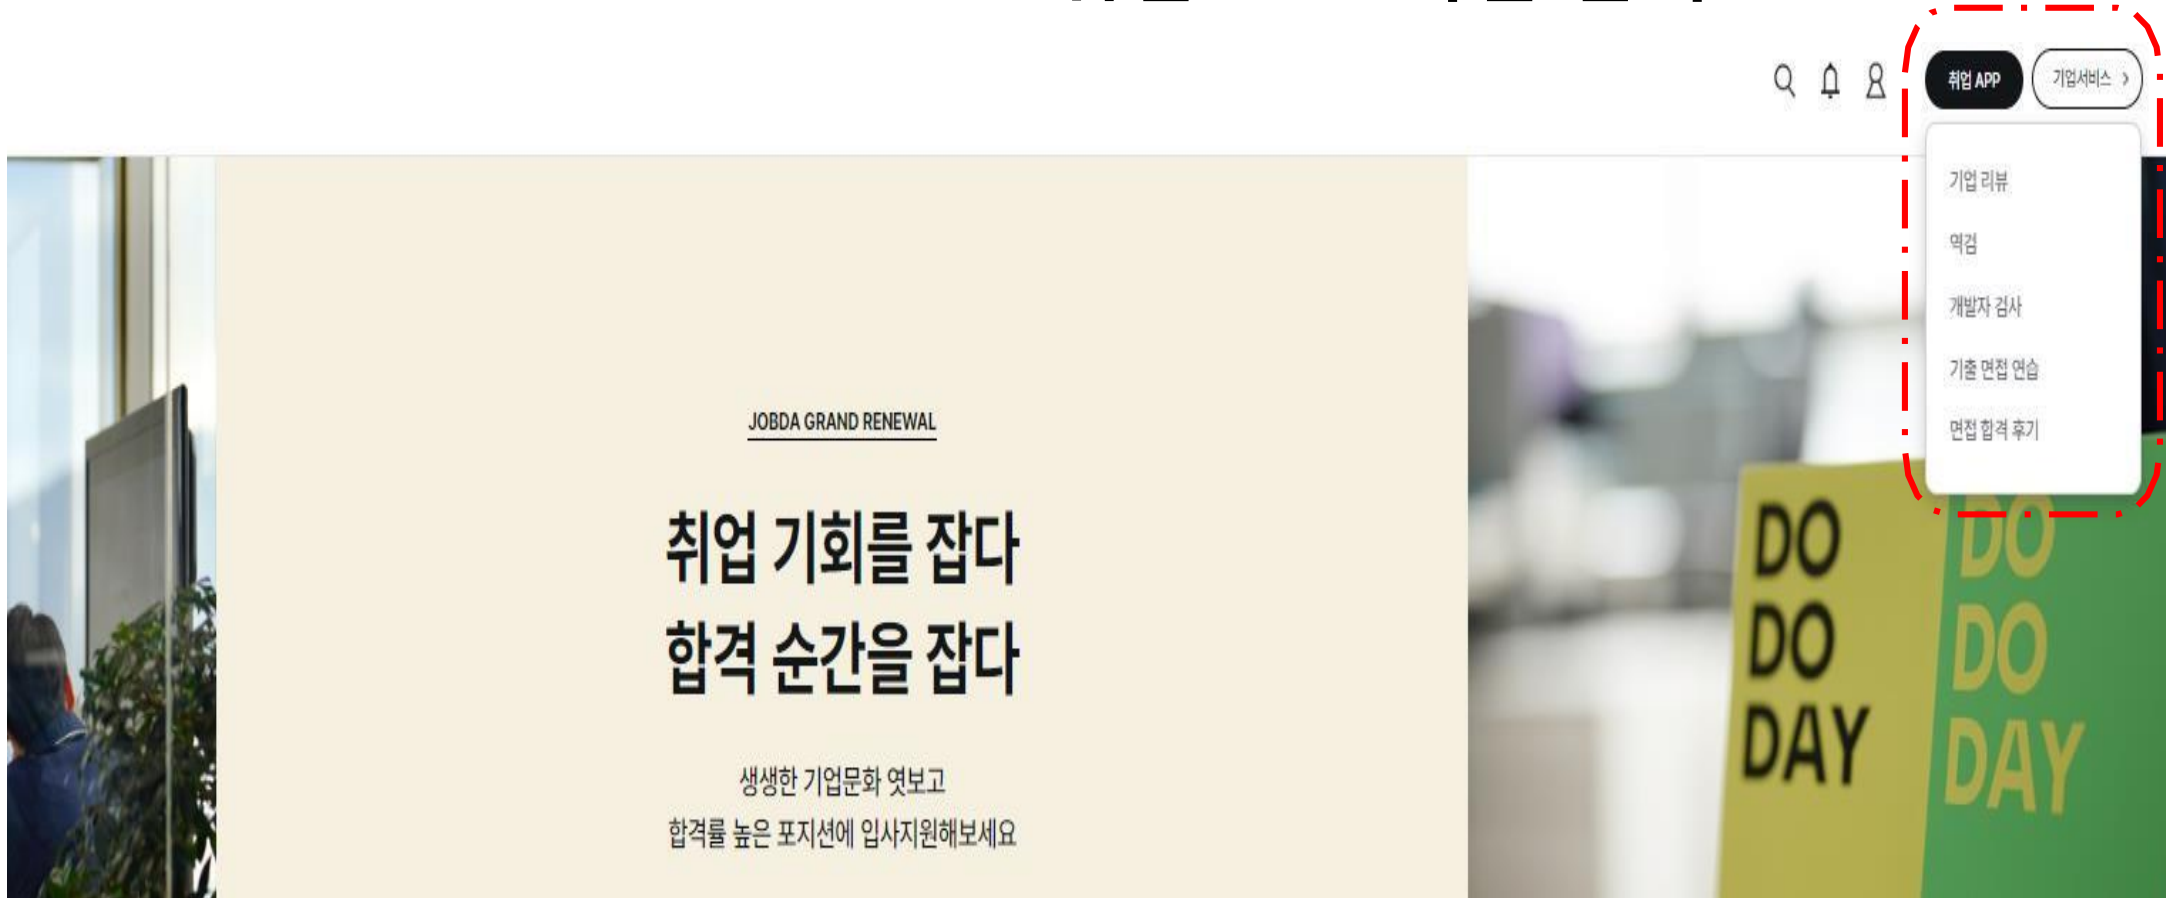 취업 APP
기업서비스 >
기업 리뷰
역검
개발자 검사
기출 면접 연습
면접 합격 후기
JOBDA GRAND RENEWAL
취업 기회를 잡다
합격 순간을 잡다
생생한 기업문화 엿보고
합격률 높은 포지션에 입사지원해보세요
DO
DO
DAY
DO
DO
DAY